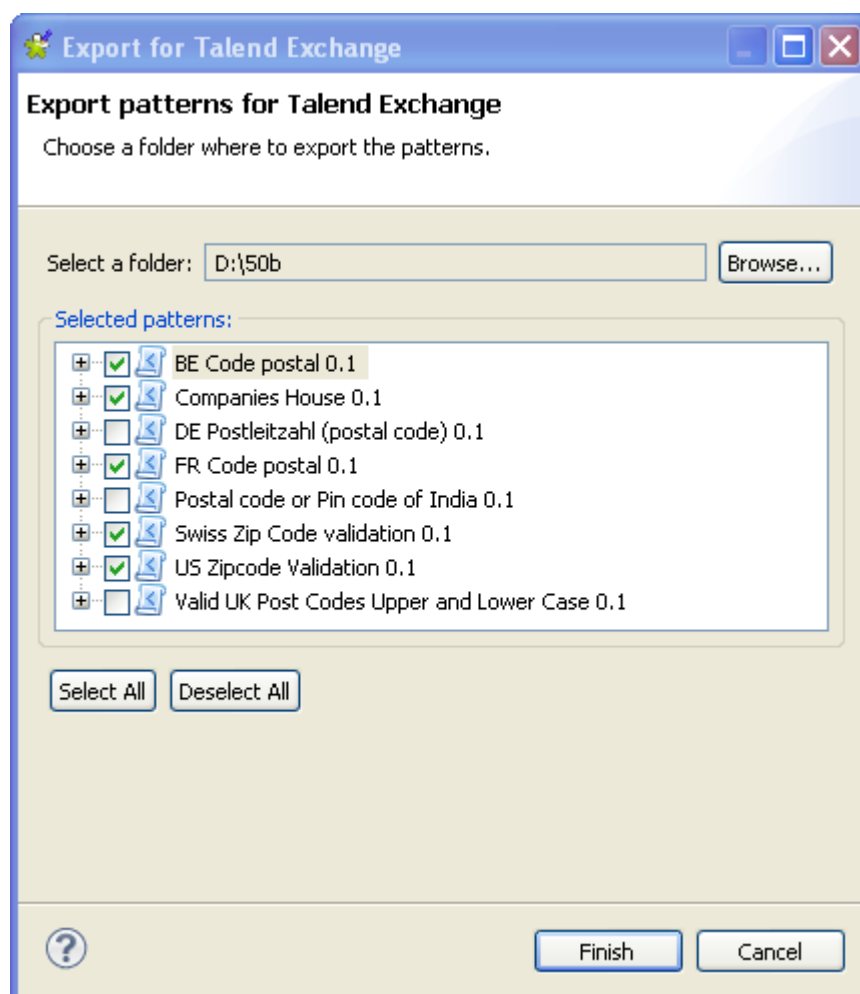 Export for Talend Exchange
Export patterns for Talend Exchange
Choose a folder where to export the patterns.
Select a folder: D:\50b Browse...
Selected patterns:
BE Code postal 0.1
Companies House 0.1
DE Postleitzahl (postal code) 0.1
FR Code postal 0.1
Postal code or Pin code of India 0.1
Swiss Zip Code validation 0.1
US Zipcode Validation 0.1
Valid UK Post Codes Upper and Lower Case 0.1
Select All Deselect All
? Finish Cancel